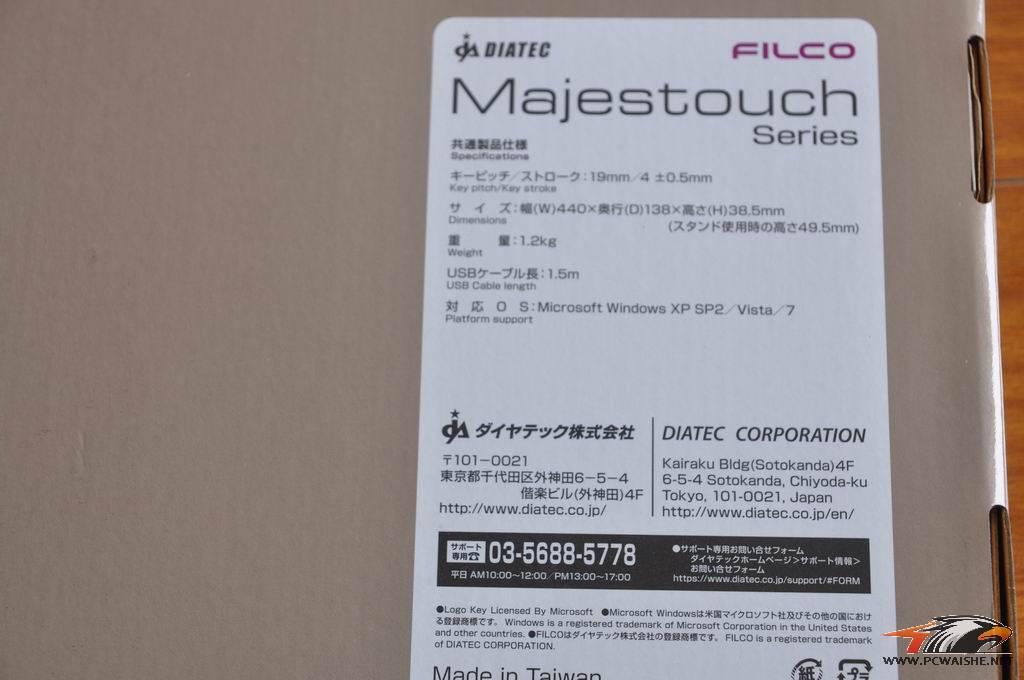 DIATEC
FILCO
Majestouch
Series
共通製品仕様
Specifications
キーピッチ／ストローク：19mm／4 ±0.5mm
Key pitch/Key stroke
サ イ ズ：幅(W)440×奥行(D)138×高さ(H)38.5mm
Dimensions
(スタンド使用時の高さ49.5mm)
重 量：1.2kg
Weight
USBケーブル長：1.5m
USB Cable length
対 応 O S：Microsoft Windows XP SP2／Vista／7
Platform support
ダイヤテック株式会社
〒101－0021
東京都千代田区外神田6－5－4
偕楽ビル(外神田)4F
http://www.diatec.co.jp/
DIATEC CORPORATION
Kairaku Bldg(Sotokanda)4F
6-5-4 Sotokanda, Chiyoda-ku
Tokyo, 101-0021, Japan
http://www.diatec.co.jp/en/
サポート
専用☎
03-5688-5778
平日 AM10:00～12:00／PM13:00～17:00
●サポート専用お問い合せフォーム
ダイヤテックホームページ>サポート情報>
お問い合せフォーム
https://www.diatec.co.jp/support/#FORM
●Logo Key Licensed By Microsoft ●Microsoft Windowsは米国マイクロソフト社及びその他の国におけ
る登録商標です。 Windows is a registered trademark of Microsoft Corporation in the United States
and other countries. ●FILCOはダイヤテック株式会社の登録商標です。 FILCO is a registered trademark
of DIATEC CORPORATION.
Made in Taiwan
紙
プラ
WWW.PCWAISHE.NET